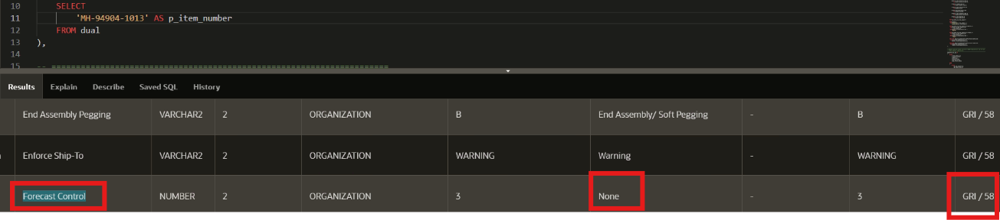 10 SELECT
11 'MH-94904-1013' AS p_item_number
12 FROM dual
13 ),
14
15 -- ======================================================================
Results Explain Describe Saved SQL History
End Assembly Pegging VARCHAR2 2 ORGANIZATION B End Assembly/ Soft Pegging - B GRI / 58
Enforce Ship-To VARCHAR2 2 ORGANIZATION WARNING Warning - WARNING GRI / 58
Forecast Control NUMBER 2 ORGANIZATION 3 None - 3 GRI / 58